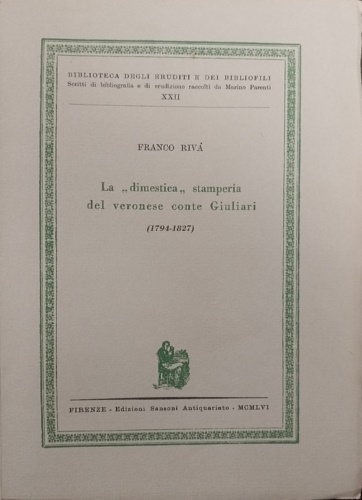 BIBLIOTECA DEGLI ERUDITI E DEI BIBLIOFILI
Scritti di bibliografia e di erudizione raccolti da Marino Parenti
XXII
FRANCO RIVÁ
La „dimestica„ stamperia
del veronese conte Giuliari
(1794-1827)
FIRENZE - Edizioni Sansoni Antiquariato - MCMLVI